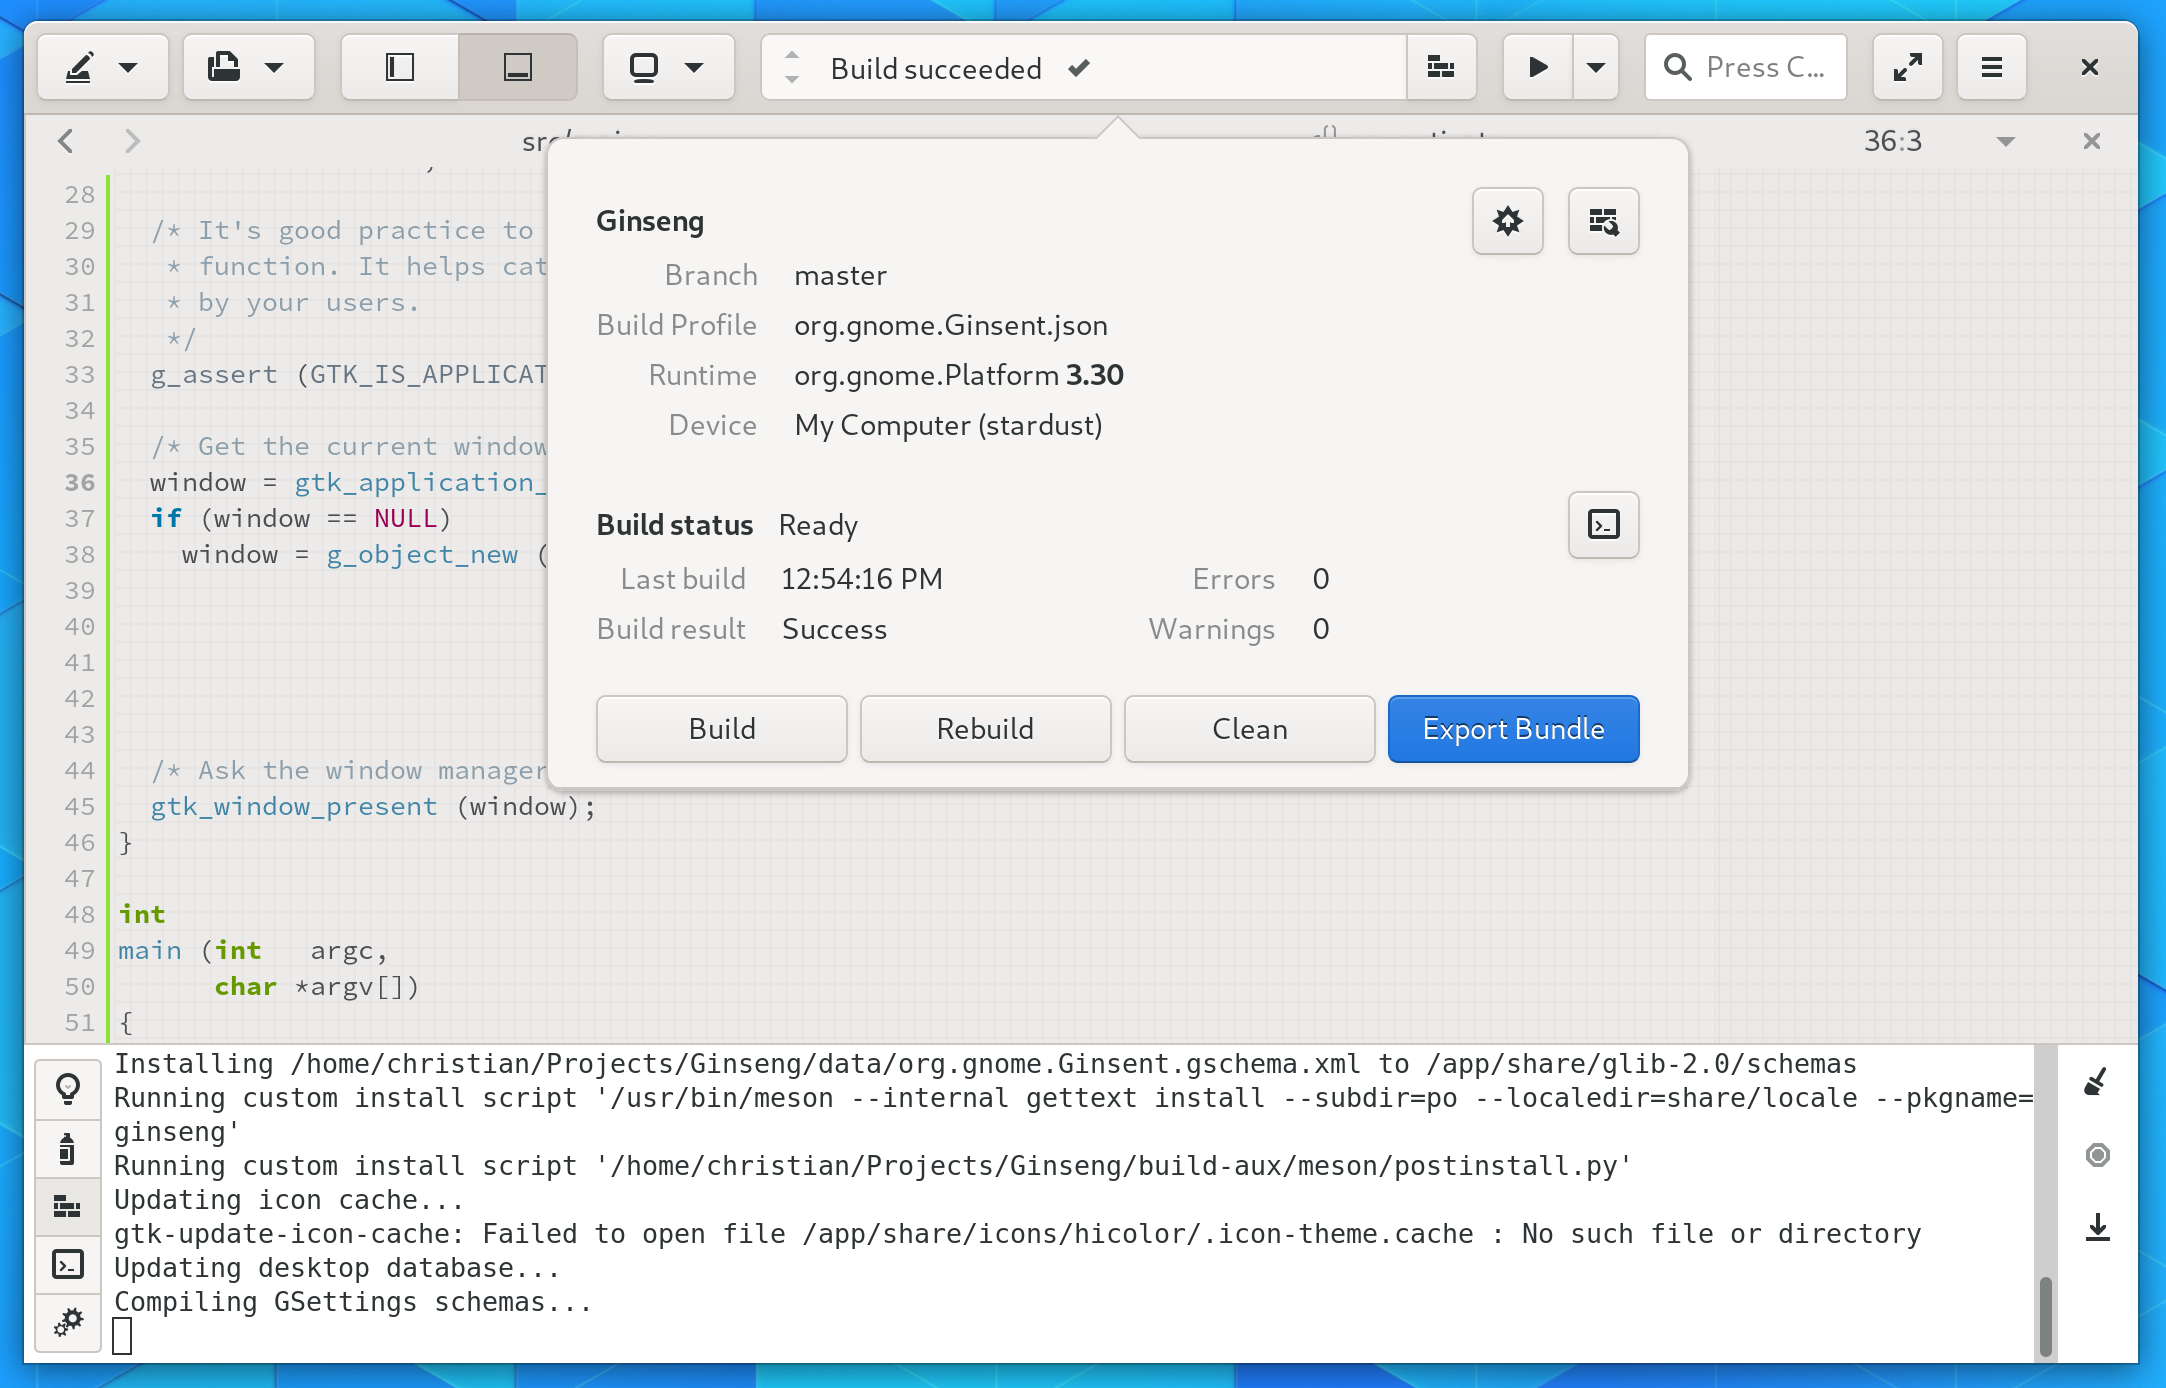 Build succeeded
Press C...
36:3
28
29 /* It's good practice to
30 * function. It helps cat
31 * by your users.
32 */
33 g_assert (GTK_IS_APPLICAT
34
35 /* Get the current window
36 window = gtk_application_
37 if (window == NULL)
38 window = g_object_new (
39
40
41
42
43
44 /* Ask the window manager
45 gtk_window_present (window);
46 }
47
48 int
49 main (int argc,
50 char *argv[])
51 {
Ginseng
Branch master
Build Profile org.gnome.Ginsent.json
Runtime org.gnome.Platform 3.30
Device My Computer (stardust)
Build status Ready
Last build 12:54:16 PM Errors 0
Build result Success Warnings 0
Build Rebuild Clean Export Bundle
Installing /home/christian/Projects/Ginseng/data/org.gnome.Ginsent.gschema.xml to /app/share/glib-2.0/schemas
Running custom install script '/usr/bin/meson --internal gettext install --subdir=po --localedir=share/locale --pkgname=
ginseng'
Running custom install script '/home/christian/Projects/Ginseng/build-aux/meson/postinstall.py'
Updating icon cache...
gtk-update-icon-cache: Failed to open file /app/share/icons/hicolor/.icon-theme.cache : No such file or directory
Updating desktop database...
Compiling GSettings schemas...